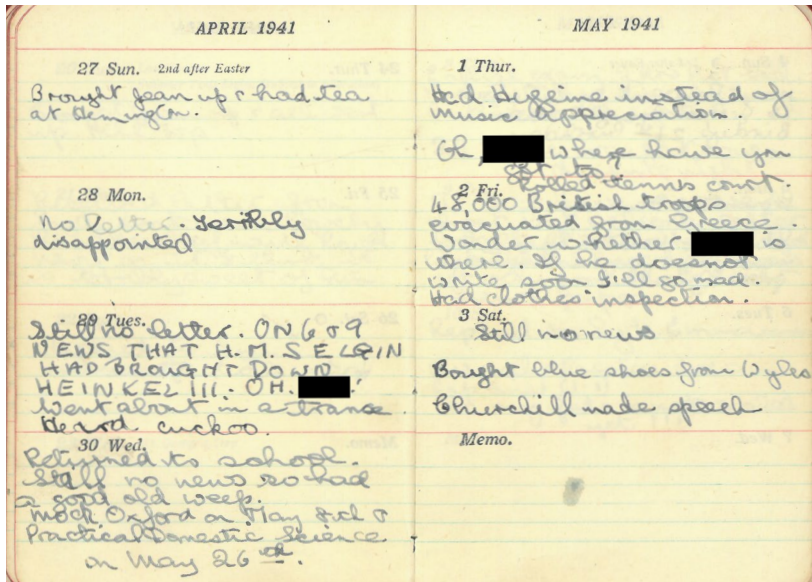 APRIL 1941
27 Sun. 2nd after Easter
Brought Jean up & had tea
at Hemington.
28 Mon.
No letter. Terribly
disappointed
29 Tues.
Still no letter. ON 6 o 9
NEWS THAT H.M.S ELGIN
HAD BROUGHT DOWN
HEINKEL III. OH !
Went about in a trance
Heard cuckoo.
30 Wed.
Returned to school.
Still no news so had
a good old weep.
Mock Oxford on May 8rd &
Practical Domestic Science
on May 26th.
MAY 1941
1 Thur.
Had Hygeine instead of
Music Appreciation.
Oh, where have you
got to.
Rolled tennis court.
2 Fri.
48,000 British troops
evacuated from Greece.
Wonder whether is
there. If he doesnot
write soon I'll go mad
Had clothes inspection.
3 Sat.
Still no news
Bought blue shoes from Wyles
Churchill made speech
Memo.